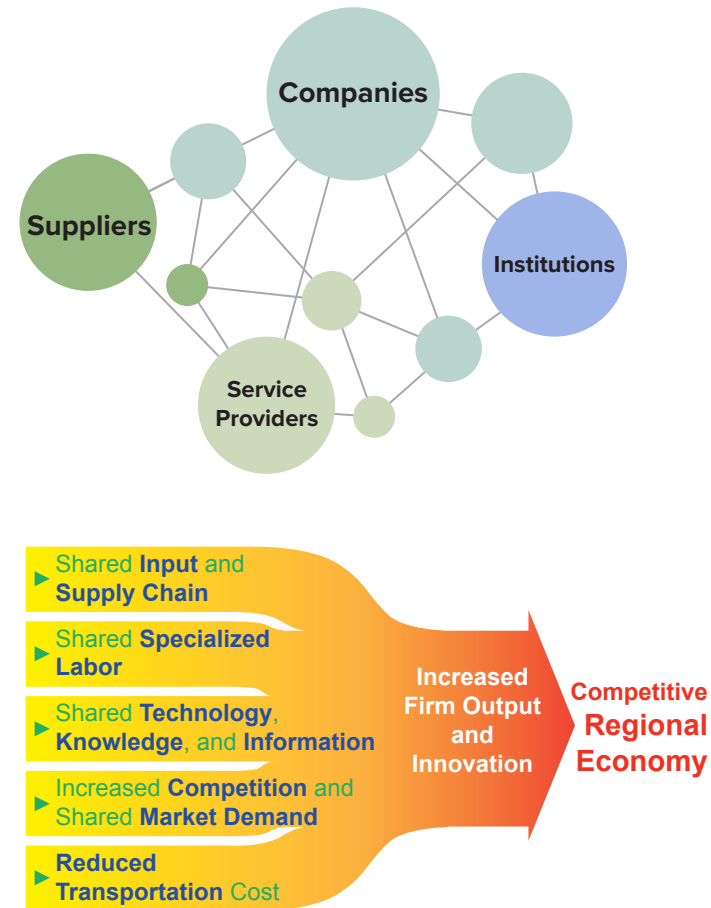 Companies
Suppliers
Institutions
Service
Providers
► Shared Input and
Supply Chain
► Shared Specialized
Labor
► Shared Technology,
Knowledge, and Information
► Increased Competition and
Shared Market Demand
► Reduced
Transportation Cost
Increased
Firm Output
and
Innovation
Competitive
Regional
Economy